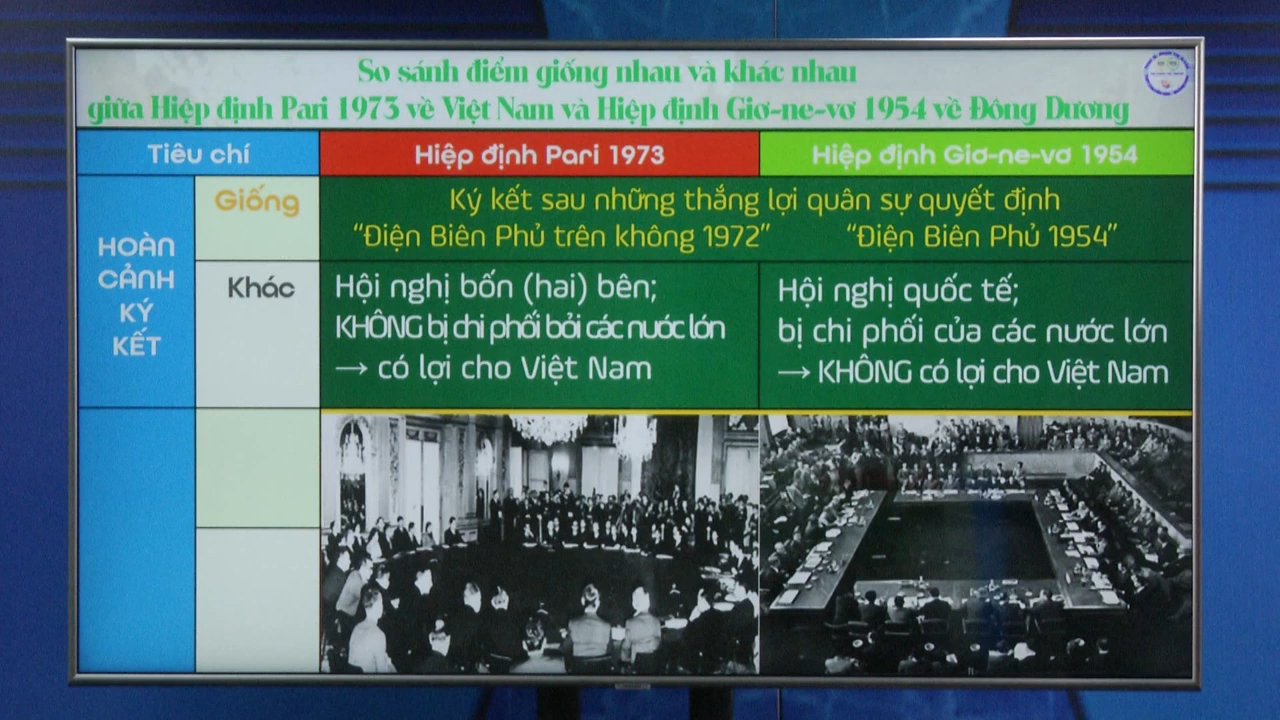 So sánh điểm giống nhau và khác nhau
giữa Hiệp định Pari 1973 về Việt Nam và Hiệp định Giơ-ne-vơ 1954 về Đông Dương
Tiêu chí
Hiệp định Pari 1973
Hiệp định Giơ-ne-vơ 1954
HOÀN
CẢNH
KÝ
KẾT
Giống
Ký kết sau những thắng lợi quân sự quyết định
“Điện Biên Phủ trên không 1972” “Điện Biên Phủ 1954”
Khác
Hội nghị bốn (hai) bên;
KHÔNG bị chi phối bởi các nước lớn
→ có lợi cho Việt Nam
Hội nghị quốc tế;
bị chi phối của các nước lớn
→ KHÔNG có lợi cho Việt Nam